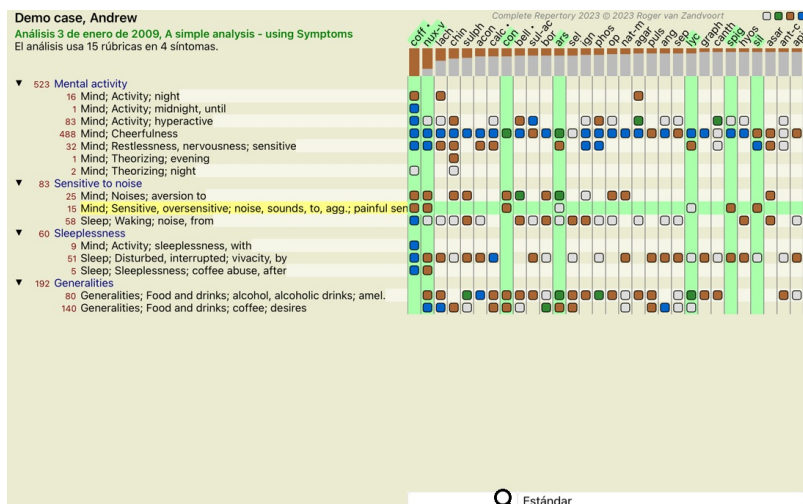 Demo case, Andrew
Complete Repertory 2023 © 2023 Roger van Zandvoort
Análisis 3 de enero de 2009, A simple analysis - using Symptoms
El análisis usa 15 rúbricas en 4 síntomas.
coff • nux-v lach chin sulph acon calc • con bell • sul-ac bor ars sel ign phos op nat-m agar puls ang sep lyc graph canth spig hyos sil asar ant-c
▼ 523 Mental activity
16 Mind; Activity; night
1 Mind; Activity; midnight, until
83 Mind; Activity; hyperactive
488 Mind; Cheerfulness
32 Mind; Restlessness, nervousness; sensitive
1 Mind; Theorizing; evening
2 Mind; Theorizing; night
▼ 83 Sensitive to noise
25 Mind; Noises; aversion to
15 Mind; Sensitive, oversensitive; noise, sounds, to, agg.; painful sen
58 Sleep; Waking; noise, from
▼ 60 Sleeplessness
9 Mind; Activity; sleeplessness, with
51 Sleep; Disturbed, interrupted; vivacity, by
5 Sleep; Sleeplessness; coffee abuse, after
▼ 192 Generalities
80 Generalities; Food and drinks; alcohol, alcoholic drinks; amel.
140 Generalities; Food and drinks; coffee; desires
Estándar